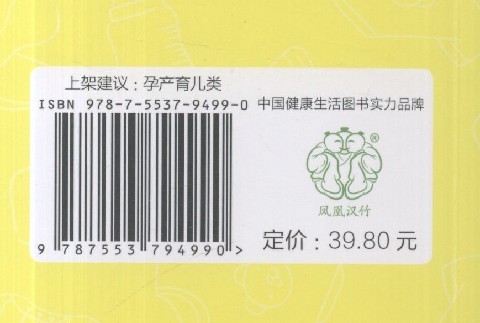 上架建议：孕产育儿类
ISBN 978-7-5537-9499-0
中国健康生活图书实力品牌
®
凤凰汉竹
9 787553 794990 >
定价：39.80 元